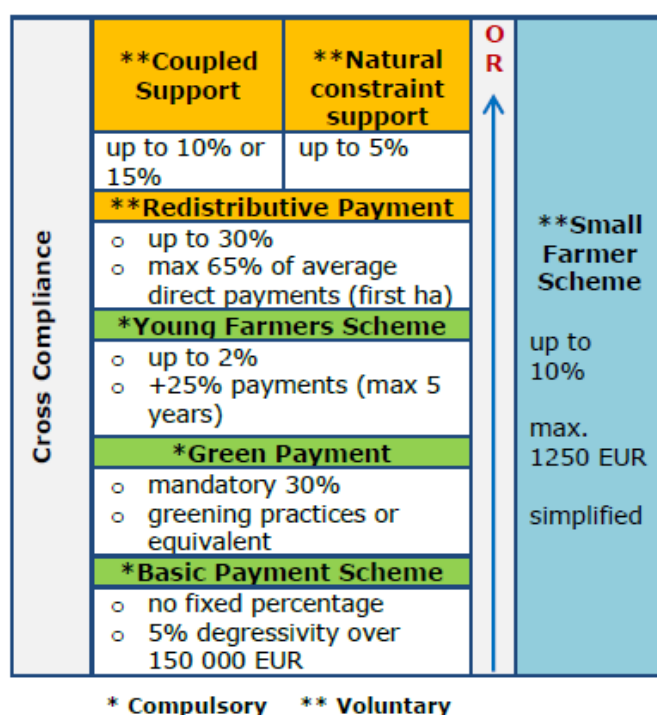 Cross Compliance
**Coupled
Support
**Natural
constraint
support
up to 10% or
15%
up to 5%
**Redistributive Payment
o up to 30%
o max 65% of average
direct payments (first ha)
*Young Farmers Scheme
o up to 2%
o +25% payments (max 5
years)
*Green Payment
o mandatory 30%
o greening practices or
equivalent
*Basic Payment Scheme
o no fixed percentage
o 5% degressivity over
150 000 EUR
O
R
**Small
Farmer
Scheme
up to
10%
max.
1250 EUR
simplified
* Compulsory ** Voluntary